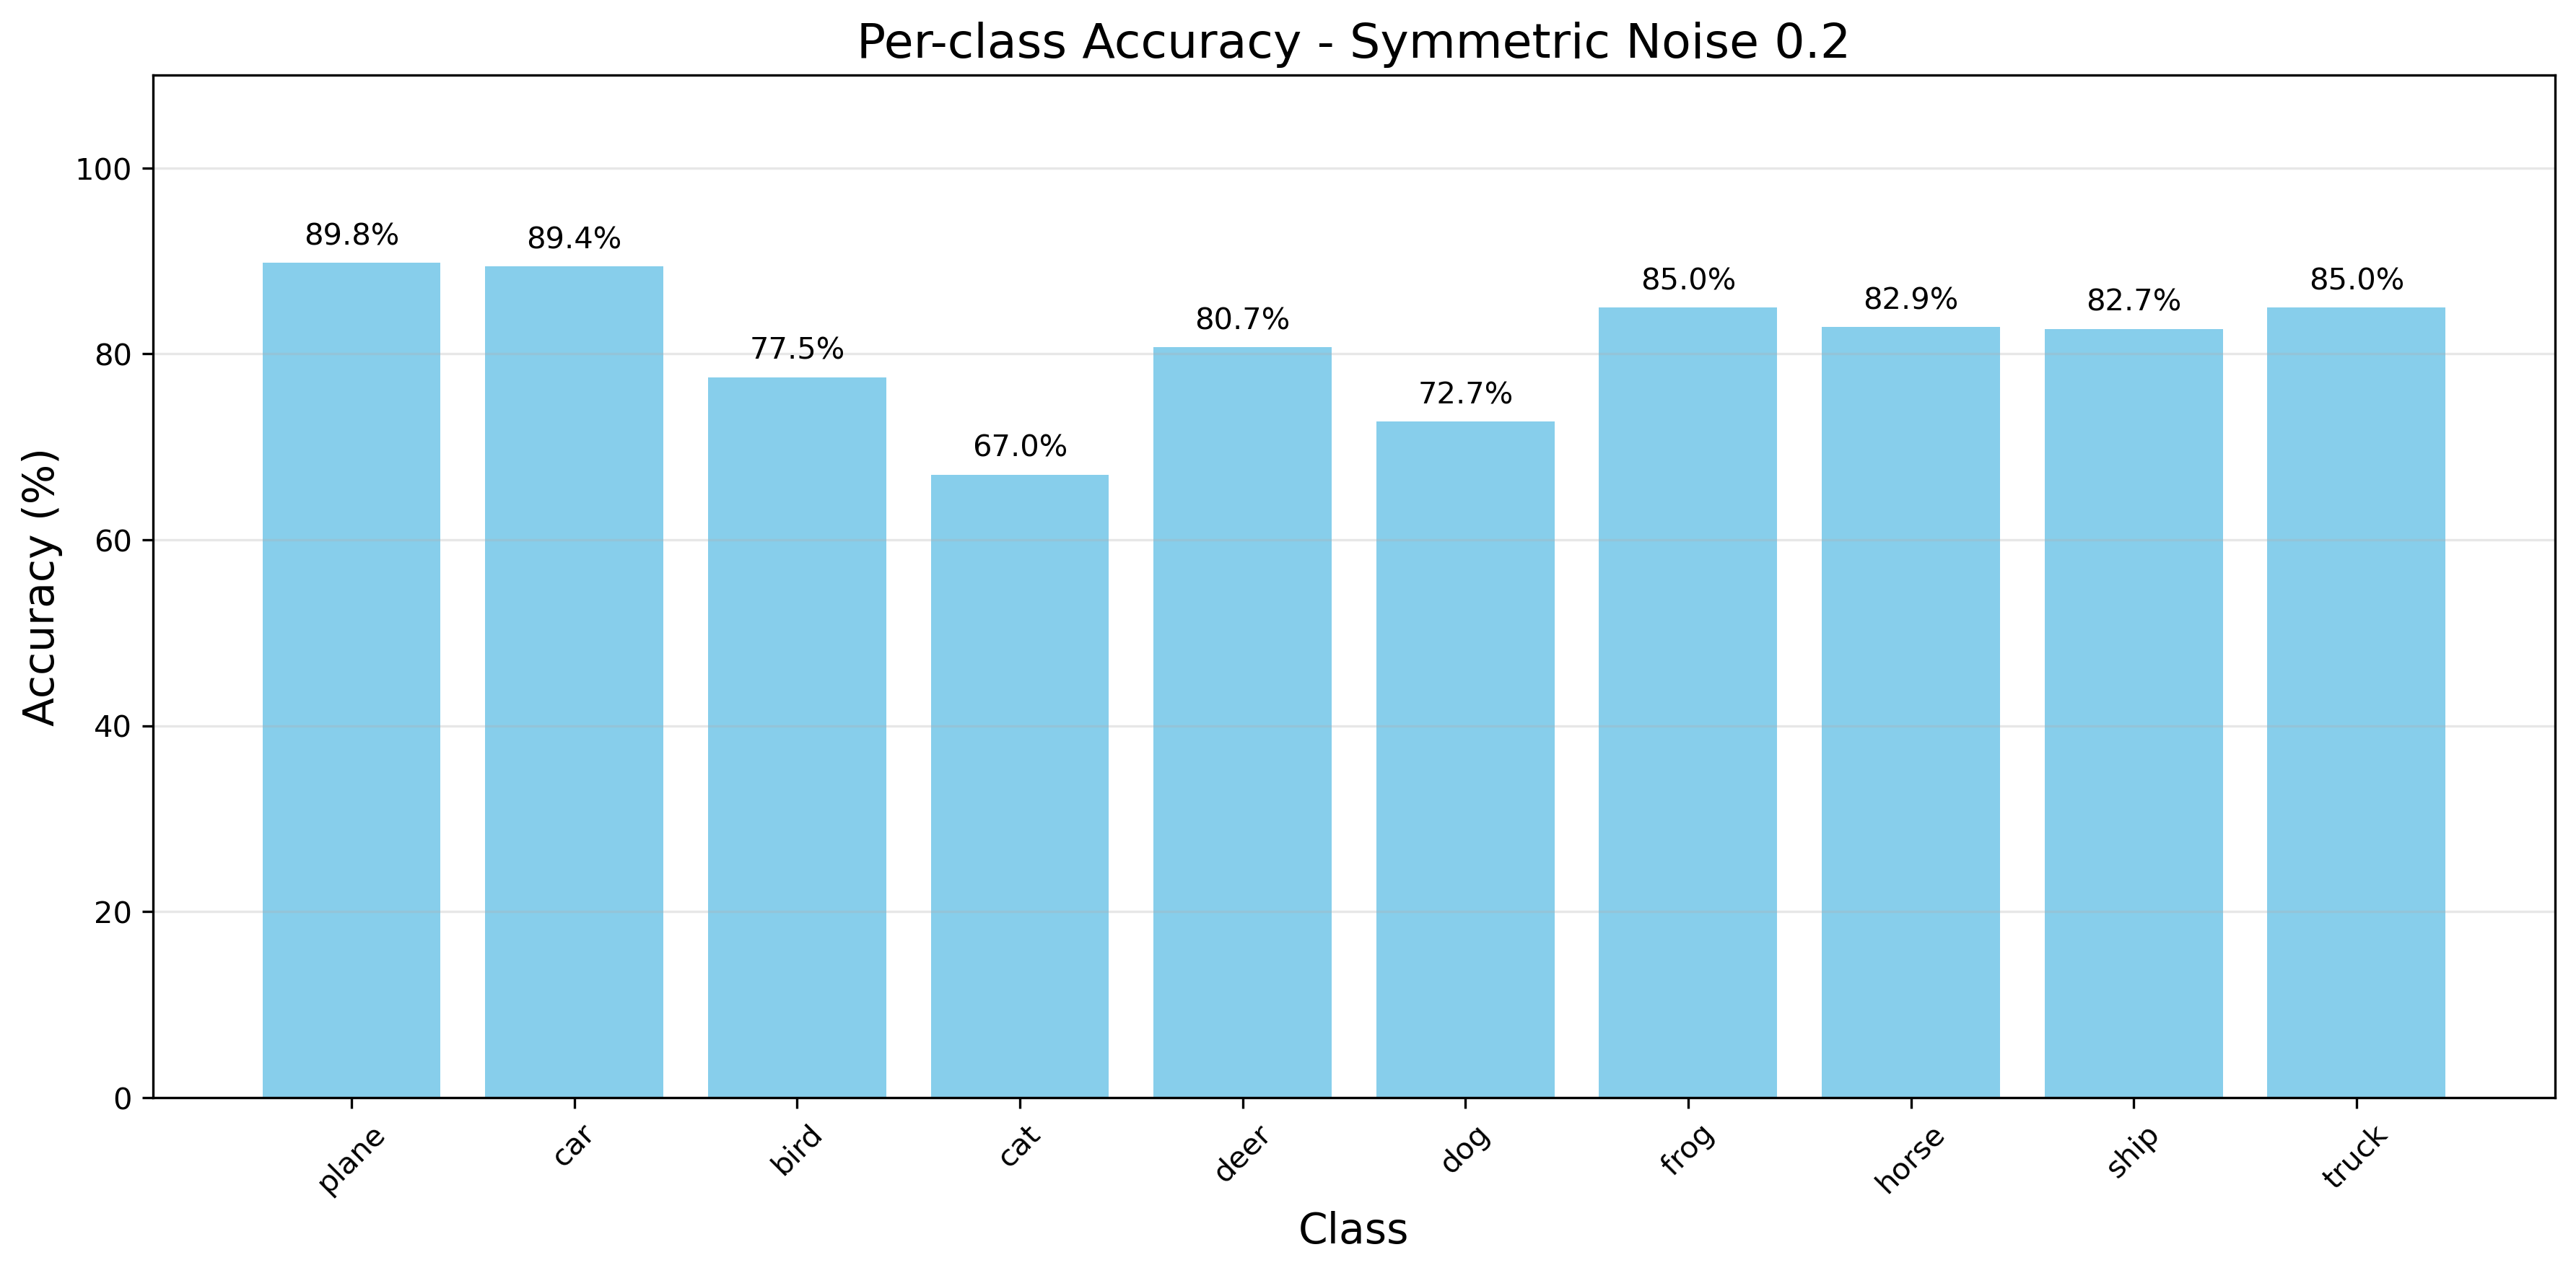 Per-class Accuracy - Symmetric Noise 0.2
Accuracy (%)
100
80
60
40
20
0
89.8%
89.4%
77.5%
67.0%
80.7%
72.7%
85.0%
82.9%
82.7%
85.0%
plane
car
bird
cat
deer
dog
frog
horse
ship
truck
Class